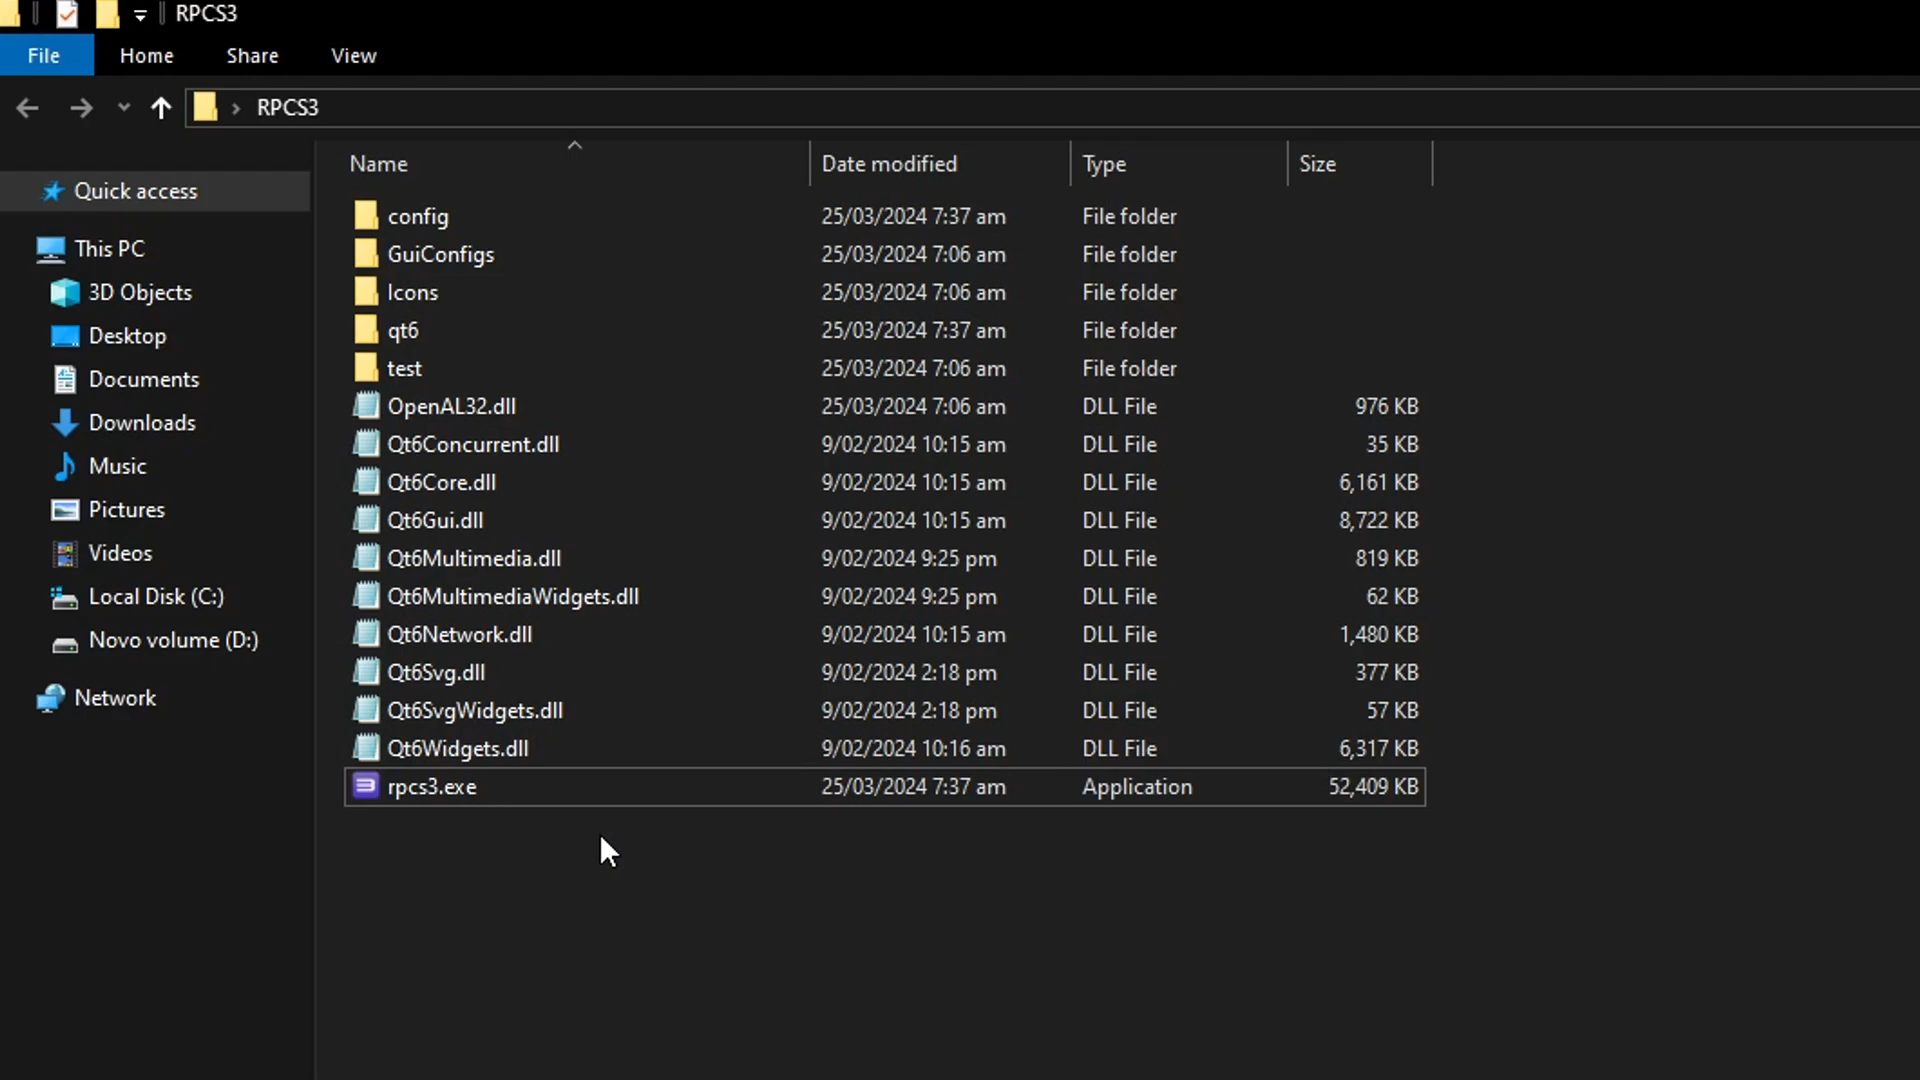 RPCS3
File Home Share View
RPCS3
Name Date modified Type Size
Quick access
This PC
3D Objects
Desktop
Documents
Downloads
Music
Pictures
Videos
Local Disk (C:)
Novo volume (D:)
Network
config 25/03/2024 7:37 am File folder
GuiConfigs 25/03/2024 7:06 am File folder
Icons 25/03/2024 7:06 am File folder
qt6 25/03/2024 7:37 am File folder
test 25/03/2024 7:06 am File folder
OpenAL32.dll 25/03/2024 7:06 am DLL File 976 KB
Qt6Concurrent.dll 9/02/2024 10:15 am DLL File 35 KB
Qt6Core.dll 9/02/2024 10:15 am DLL File 6,161 KB
Qt6Gui.dll 9/02/2024 10:15 am DLL File 8,722 KB
Qt6Multimedia.dll 9/02/2024 9:25 pm DLL File 819 KB
Qt6MultimediaWidgets.dll 9/02/2024 9:25 pm DLL File 62 KB
Qt6Network.dll 9/02/2024 10:15 am DLL File 1,480 KB
Qt6Svg.dll 9/02/2024 2:18 pm DLL File 377 KB
Qt6SvgWidgets.dll 9/02/2024 2:18 pm DLL File 57 KB
Qt6Widgets.dll 9/02/2024 10:16 am DLL File 6,317 KB
rpcs3.exe 25/03/2024 7:37 am Application 52,409 KB